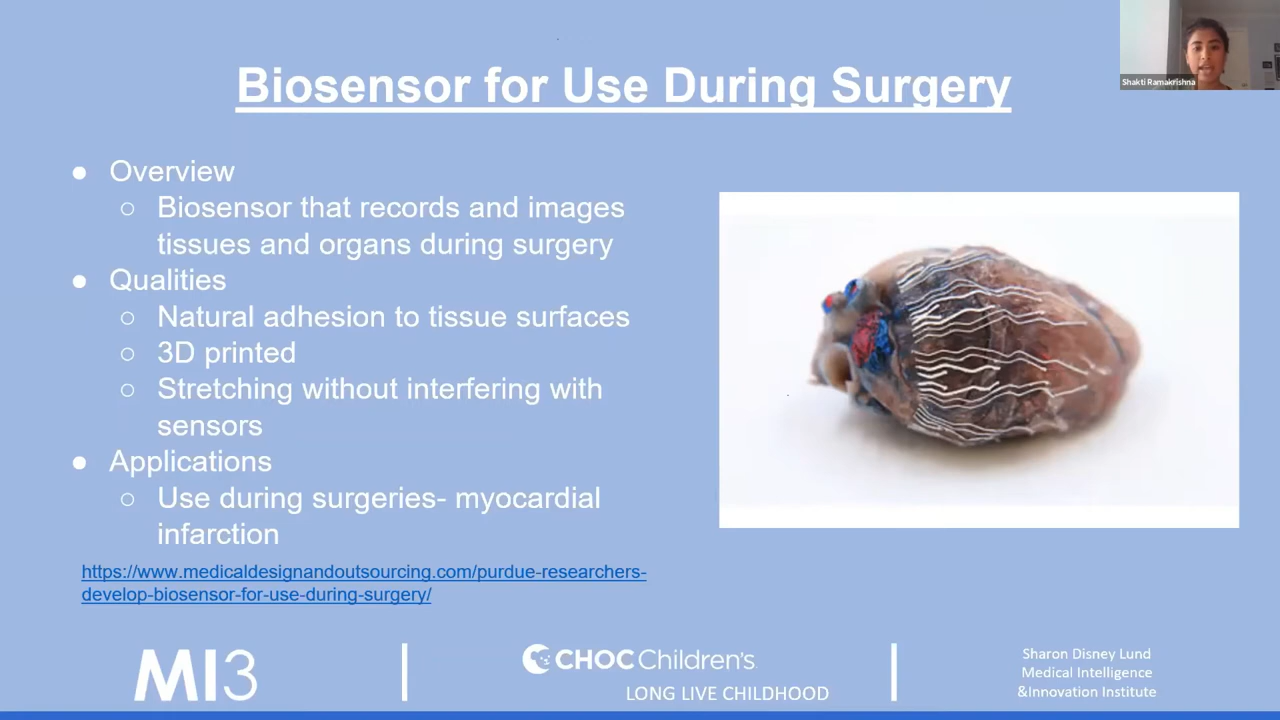 Biosensor for Use During Surgery
Shakti Ramakrishna
● Overview
○ Biosensor that records and images
tissues and organs during surgery
● Qualities
○ Natural adhesion to tissue surfaces
○ 3D printed
○ Stretching without interfering with
sensors
● Applications
○ Use during surgeries- myocardial
infarction
https://www.medicaldesignandoutsourcing.com/purdue-researchers-
develop-biosensor-for-use-during-surgery/
MI3
CHOC Children's
LONG LIVE CHILDHOOD
Sharon Disney Lund
Medical Intelligence
&Innovation Institute